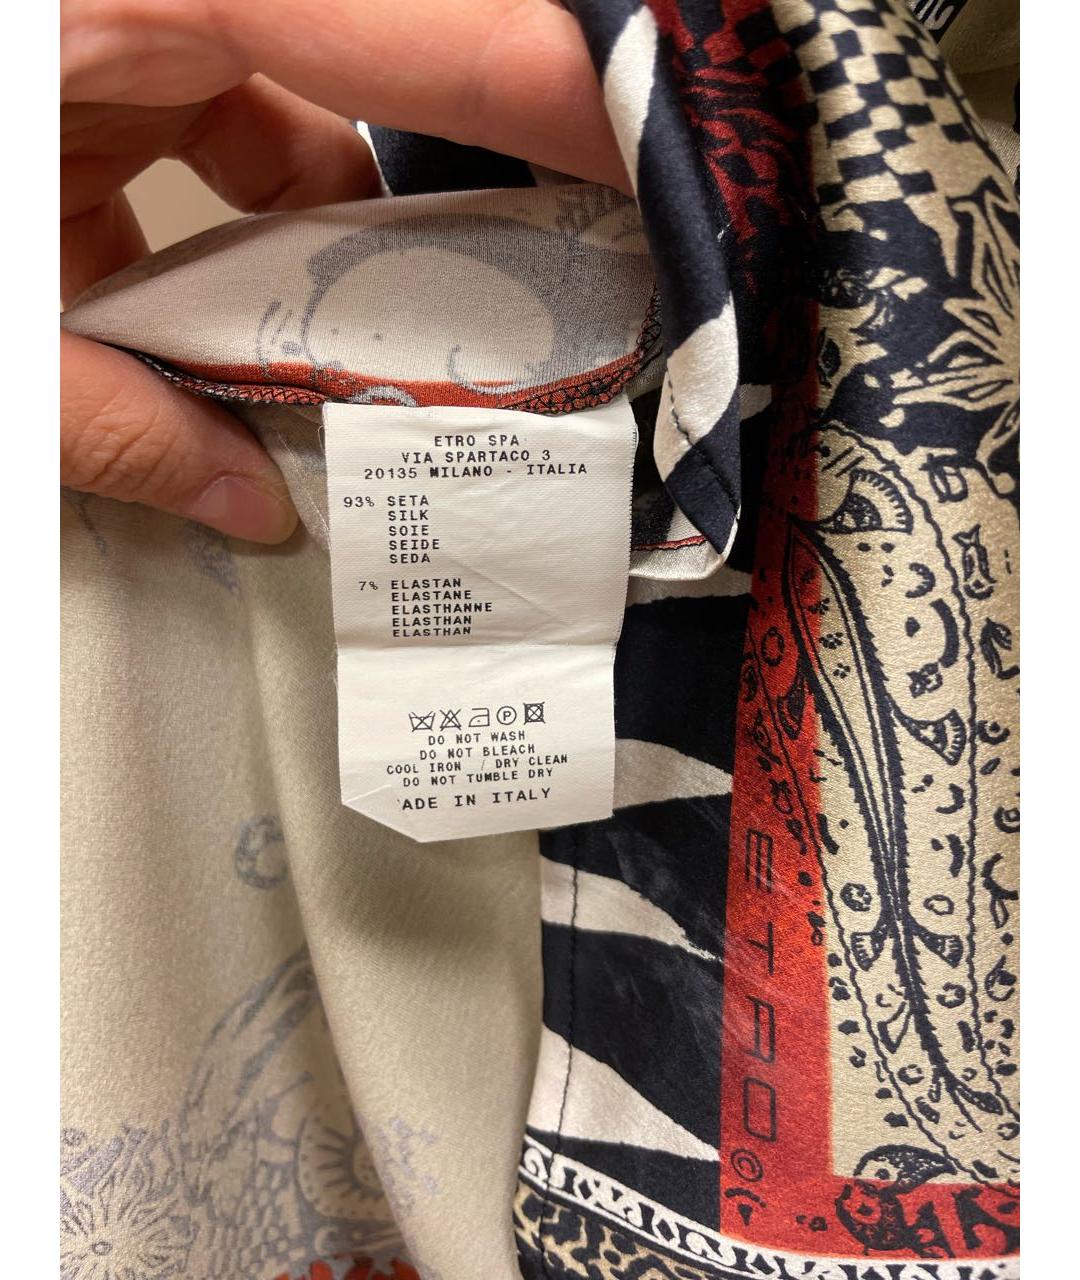 ETRO SPA
VIA SPARTACO 3
20135 MILANO - ITALIA
93% SETA
SILK
SOIE
SEIDE
SEDA
7% ELASTAN
ELASTANE
ELASTHANNE
ELASTHAN
ELASTHAN
P
DO NOT WASH
DO NOT BLEACH
COOL IRON / DRY CLEAN
DO NOT TUMBLE DRY
ADE IN ITALY
ETRO©